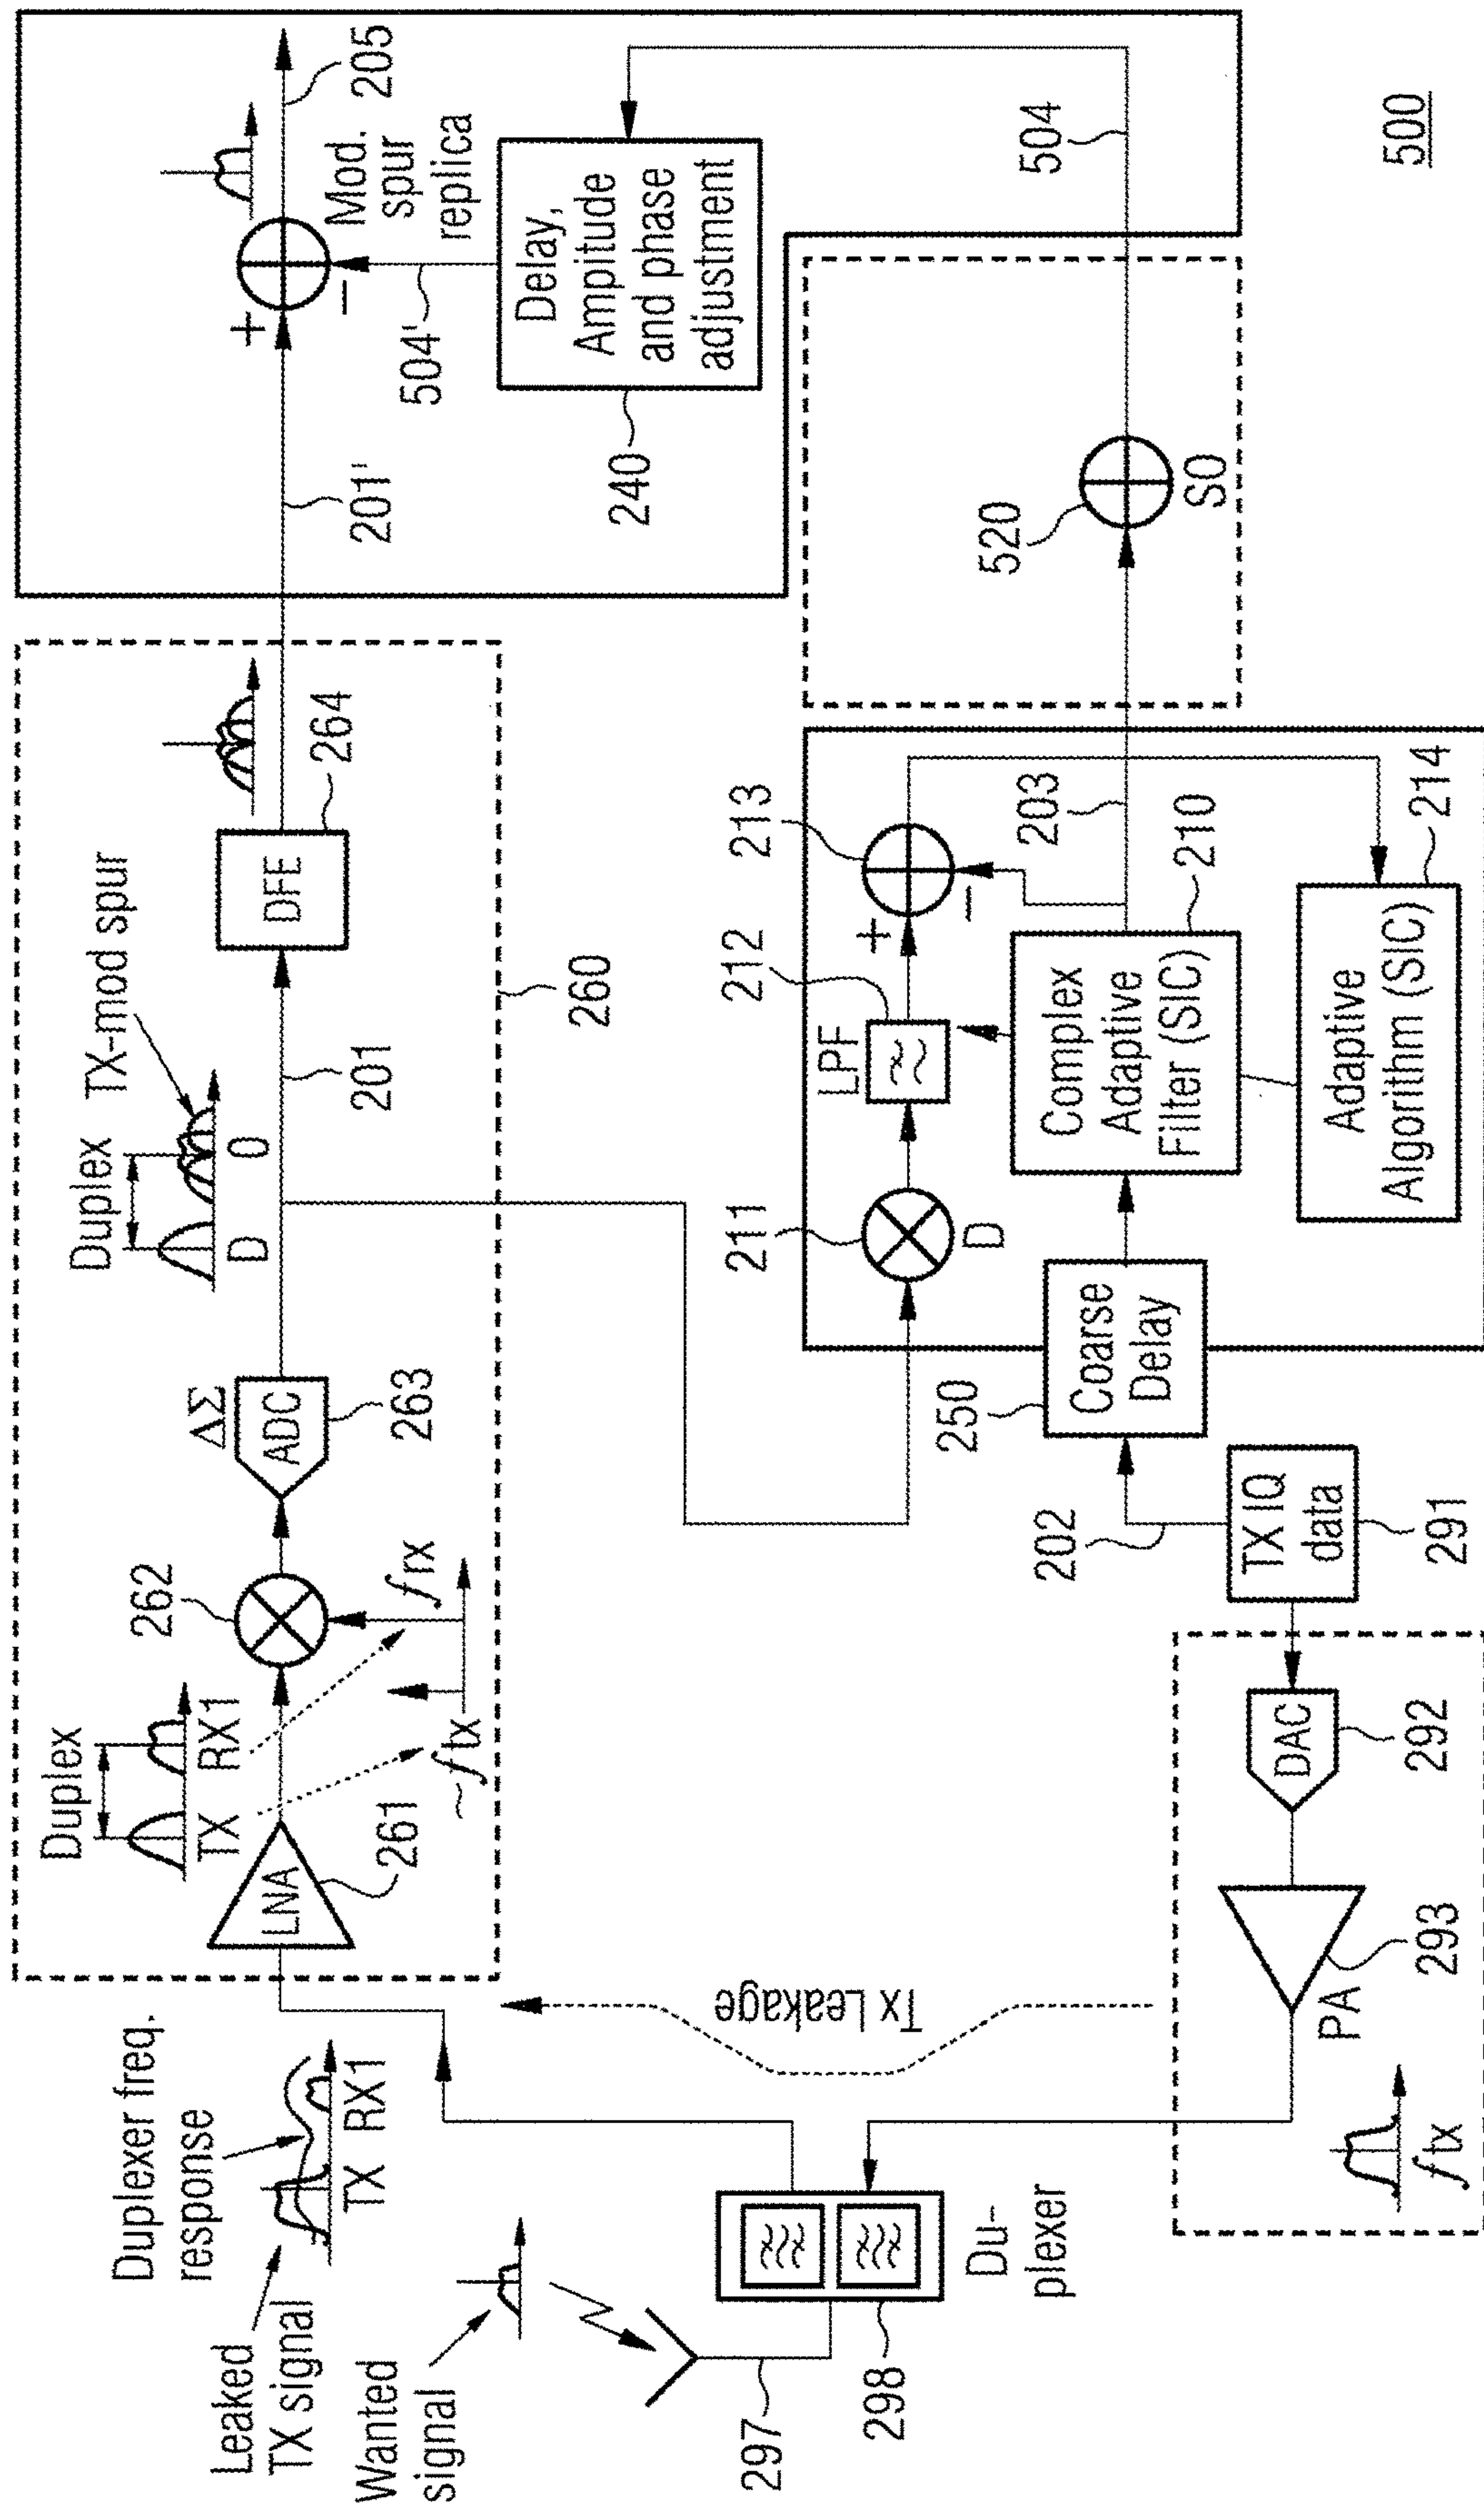 Leaked
TX signal
Duplexer freq.
response
TX RX1
Wanted
signal
297
298
Du-
plexer
Tx Leakage
ftx
PA
293
DAC
292
TX IQ
data
291
202
Duplex
TX RX1
LNA
261
ftx
frx
262
ΔΣ
ADC
263
Duplex
D 0
TX-mod spur
201
260
DFE
264
250
Coarse
Delay
211
D
LPF
212
+
−
213
203
Complex
Adaptive
Filter (SIC)
210
Adaptive
Algorithm (SIC)
214
520
SO
504
201'
+
−
504'
Mod.
spur
replica
205
240
Delay,
Amplitude
and phase
adjustment
500